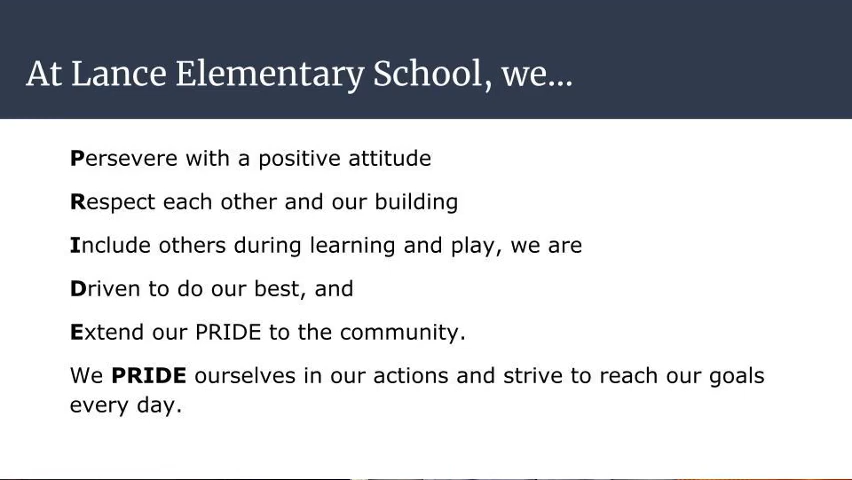 At Lance Elementary School, we...
Persevere with a positive attitude
Respect each other and our building
Include others during learning and play, we are
Driven to do our best, and
Extend our PRIDE to the community.
We PRIDE ourselves in our actions and strive to reach our goals
every day.